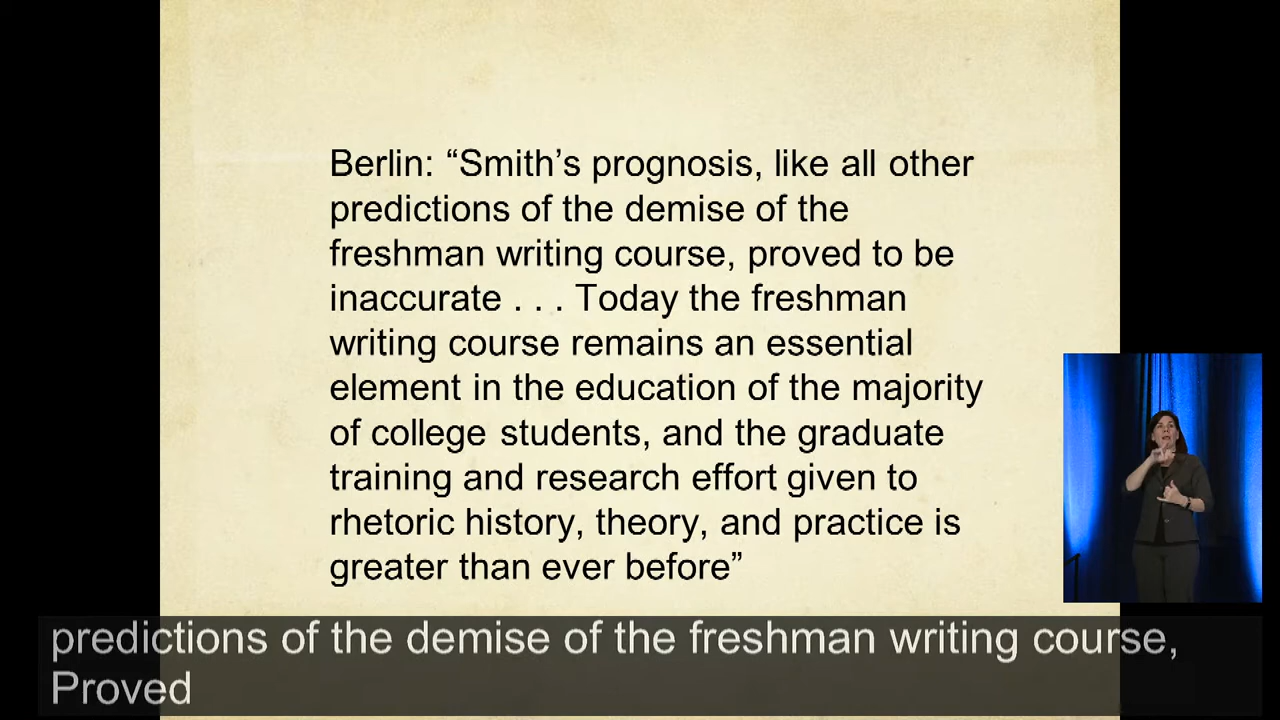 Berlin: “Smith’s prognosis, like all other
predictions of the demise of the
freshman writing course, proved to be
inaccurate . . . Today the freshman
writing course remains an essential
element in the education of the majority
of college students, and the graduate
training and research effort given to
rhetoric history, theory, and practice is
greater than ever before”
predictions of the demise of the freshman writing course,
Proved